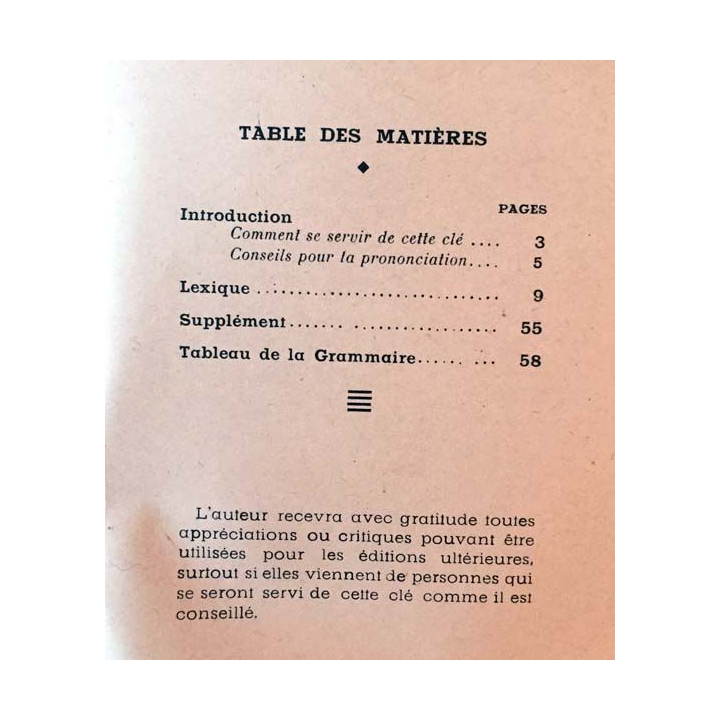 TABLE DES MATIÈRES
PAGES
Introduction
Comment se servir de cette clé .... 3
Conseils pour la prononciation.... 5
Lexique .............................. 9
Supplément....... .................. 55
Tableau de la Grammaire...... ... 58
L'auteur recevra avec gratitude toutes
appréciations ou critiques pouvant être
utilisées pour les éditions ultérieures,
surtout si elles viennent de personnes qui
se seront servi de cette clé comme il est
conseillé.